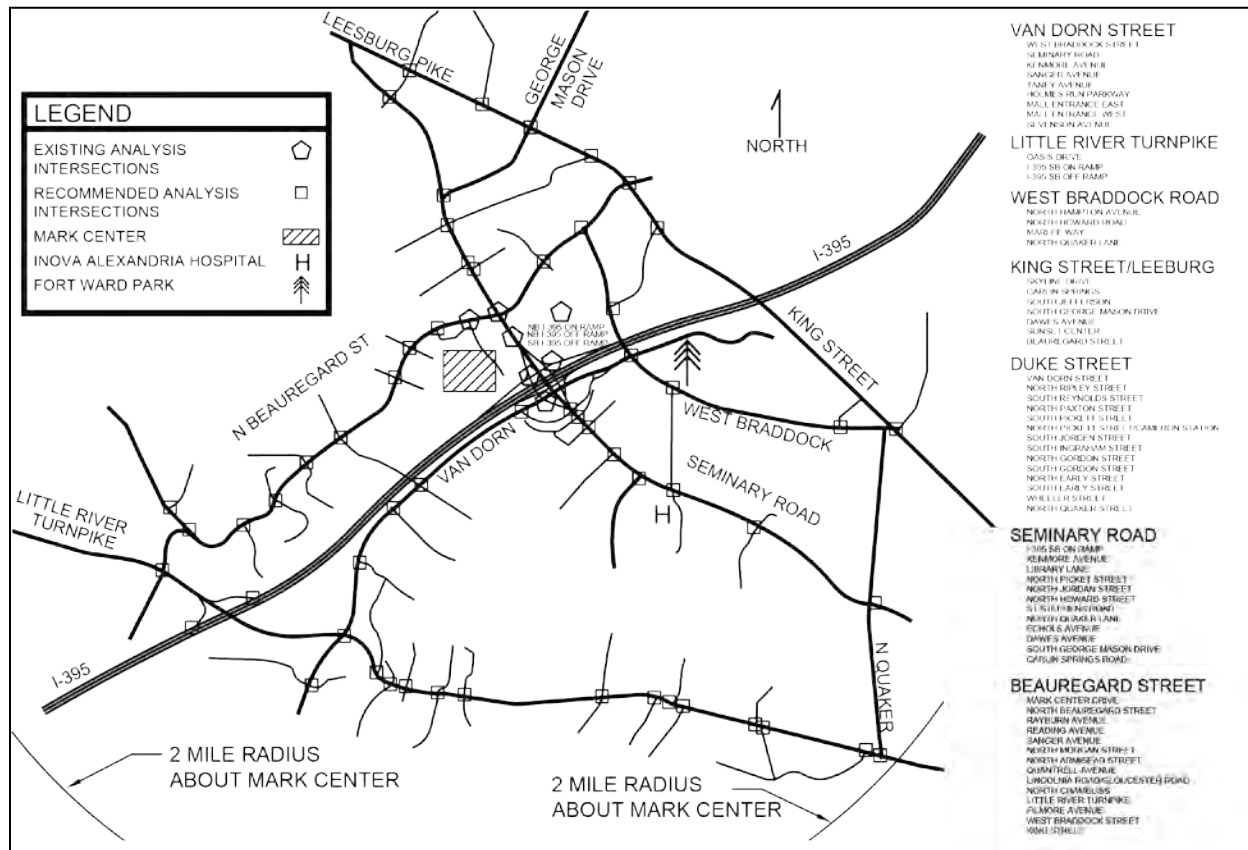 LEESBURG PIKE
GEORGE
MASON
DRIVE
NORTH
LEGEND
EXISTING ANALYSIS
INTERSECTIONS
RECOMMENDED ANALYSIS
INTERSECTIONS
MARK CENTER
INOVA ALEXANDRIA HOSPITAL H
FORT WARD PARK
I-395
KING STREET
NB I 395 ON RAMP
NB I 395 OFF RAMP
SB I 395 OFF RAMP
N BEAUREGARD ST
VAN DORN
WEST BRADDOCK
SEMINARY ROAD
H
LITTLE RIVER
TURNPIKE
I-395
N QUAKER
2 MILE RADIUS
ABOUT MARK CENTER
2 MILE RADIUS
ABOUT MARK CENTER
VAN DORN STREET
WEST BRADDOCK STREET
SEMINARY ROAD
KENMORE AVENUE
SANGER AVENUE
TANEY AVENUE
HOLMES RUN PARKWAY
MALL ENTRANCE EAST
MALL ENTRANCE WEST
SEVENSON AVENUE
LITTLE RIVER TURNPIKE
OASIS DRIVE
I-395 SB ON RAMP
I-395 SB OFF RAMP
WEST BRADDOCK ROAD
NORTH HAMPTON AVENUE
NORTH HOWARD ROAD
MARLEE WAY
NORTH QUAKER LANE
KING STREET/LEEBURG
SKYLINE DRIVE
CARLIN SPRINGS
SOUTH JEFFERSON
SOUTH GEORGE MASON DRIVE
DAWES AVENUE
SUNSET CENTER
BEAUREGARD STREET
DUKE STREET
VAN DORN STREET
NORTH RIPLEY STREET
SOUTH REYNOLDS STREET
NORTH PAXTON STREET
SOUTH PICKETT STREET
NORTH PICKETT STREET/CAMERON STATION
SOUTH JORDEN STREET
SOUTH INGRAHAM STREET
NORTH GORDON STREET
SOUTH GORDON STREET
NORTH EARLY STREET
SOUTH EARLY STREET
WHEELER STREET
NORTH QUAKER STREET
SEMINARY ROAD
I-395 SB ON RAMP
KENMORE AVENUE
LIBRARY LANE
NORTH PICKET STREET
NORTH JORDAN STREET
NORTH HOWARD STREET
ST STEPHENS ROAD
NORTH QUAKER LANE
ECHOLS AVENUE
DAWES AVENUE
SOUTH GEORGE MASON DRIVE
CARLIN SPRINGS ROAD
BEAUREGARD STREET
MARK CENTER DRIVE
NORTH BEAUREGARD STREET
RAYBURN AVENUE
READING AVENUE
SANGER AVENUE
NORTH MORGAN STREET
NORTH ARMISEAD STREET
QUANTRELL AVENUE
LINCOLNIA ROAD/GLOUCESTER ROAD
NORTH
LITTLE RIVER TURNPIKE
FILMORE AVENUE
WEST BRADDOCK STREET
KING STREET